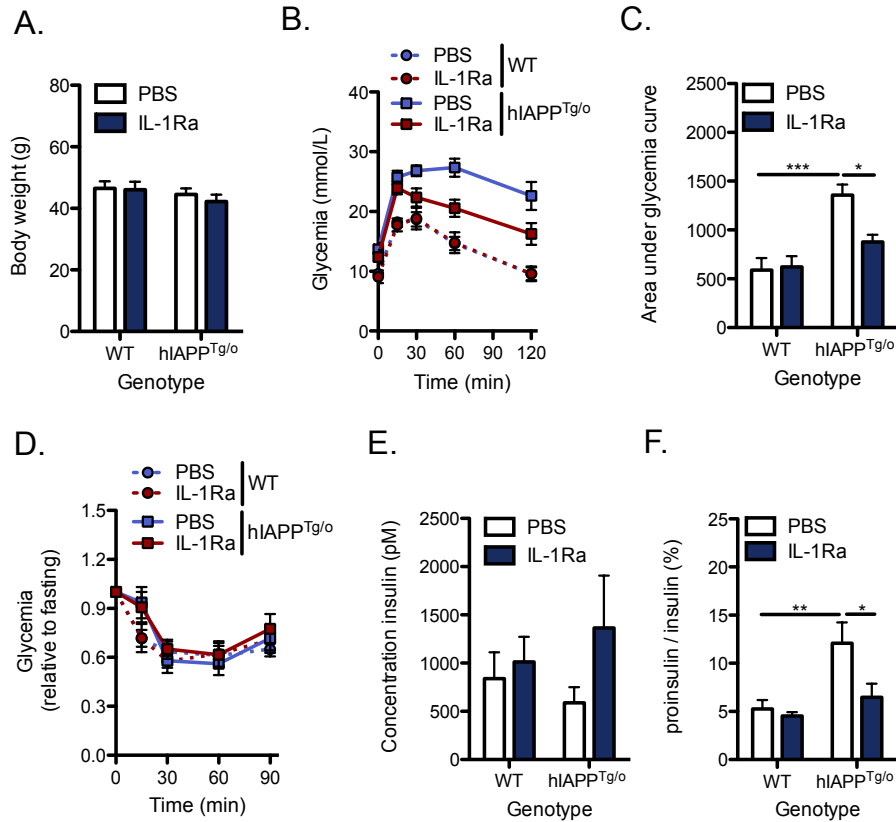 A.
PBS
IL-1Ra
80
60
40
20
0
Body weight (g)
WT
hIAPPTg/o
Genotype
B.
PBS
IL-1Ra
WT
PBS
IL-1Ra
hIAPPTg/o
40
30
20
10
0
Glycemia (mmol/L)
0 30 60 90 120
Time (min)
C.
PBS
IL-1Ra
2500
2000
1500
1000
500
0
Area under glycemia curve
*** *
WT
hIAPPTg/o
Genotype
D.
PBS
IL-1Ra
WT
PBS
IL-1Ra
hIAPPTg/o
1.5
1.2
0.9
0.6
0.3
0.0
Glycemia
(relative to fasting)
0 30 60 90
Time (min)
E.
PBS
IL-1Ra
2500
2000
1500
1000
500
0
Concentration insulin (pM)
WT
hIAPPTg/o
Genotype
F.
PBS
IL-1Ra
25
20
15
10
5
0
proinsulin / insulin (%)
** *
WT
hIAPPTg/o
Genotype